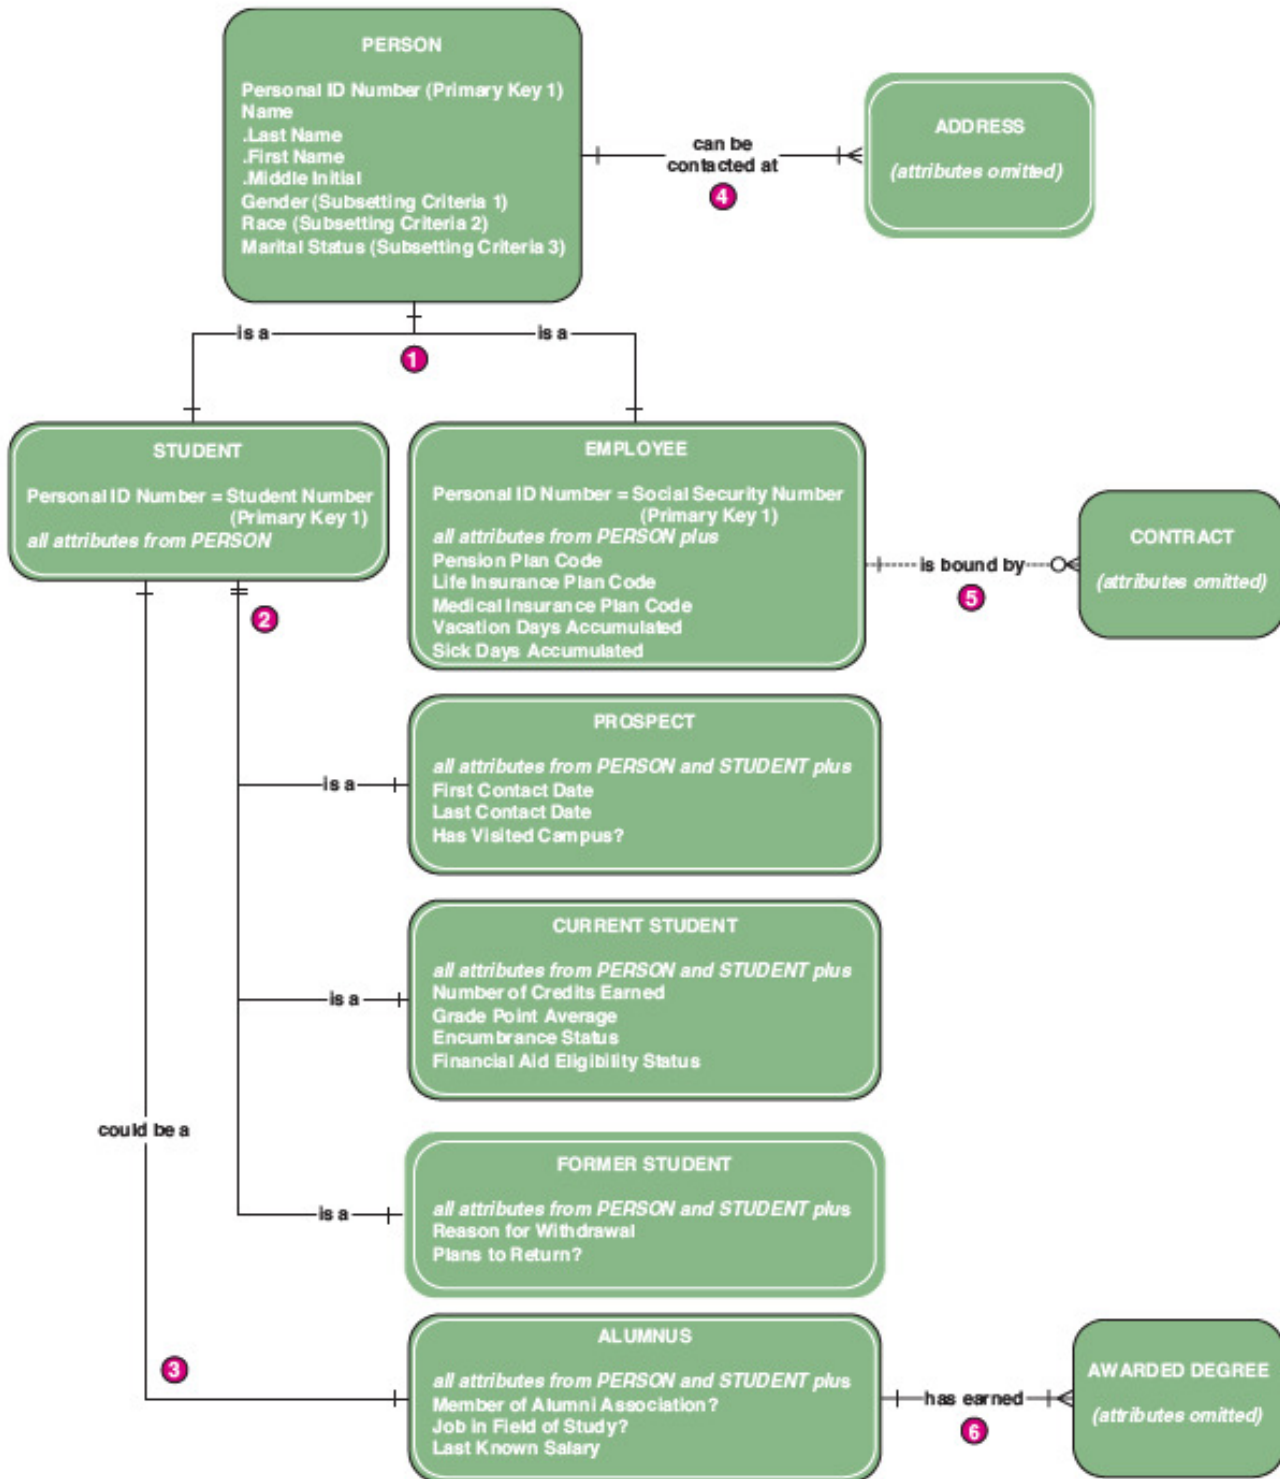 PERSON
Personal ID Number (Primary Key 1)
Name
.Last Name
.First Name
.Middle Initial
Gender (Subsetting Criteria 1)
Race (Subsetting Criteria 2)
Marital Status (Subsetting Criteria 3)
can be
contacted at
4
ADDRESS
(attributes omitted)
is a
is a
1
STUDENT
Personal ID Number = Student Number
(Primary Key 1)
all attributes from PERSON
EMPLOYEE
Personal ID Number = Social Security Number
(Primary Key 1)
all attributes from PERSON plus
Pension Plan Code
Life Insurance Plan Code
Medical Insurance Plan Code
Vacation Days Accumulated
Sick Days Accumulated
is bound by
5
CONTRACT
(attributes omitted)
2
is a
PROSPECT
all attributes from PERSON and STUDENT plus
First Contact Date
Last Contact Date
Has Visited Campus?
is a
CURRENT STUDENT
all attributes from PERSON and STUDENT plus
Number of Credits Earned
Grade Point Average
Encumbrance Status
Financial Aid Eligibility Status
could be a
is a
FORMER STUDENT
all attributes from PERSON and STUDENT plus
Reason for Withdrawal
Plans to Return?
3
ALUMNUS
all attributes from PERSON and STUDENT plus
Member of Alumni Association?
Job in Field of Study?
Last Known Salary
has earned
6
AWARDED DEGREE
(attributes omitted)